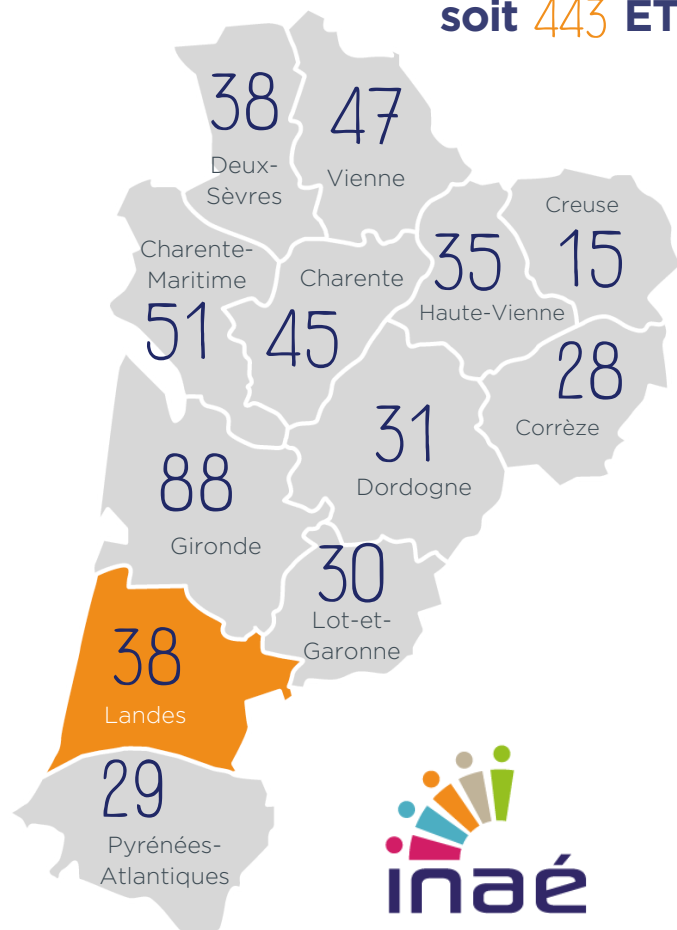 soit 443 ET
38
Deux-
Sèvres
47
Vienne
Creuse
15
Charente-
Maritime
51
Charente
45
35
Haute-Vienne
28
Corrèze
31
Dordogne
88
Gironde
30
Lot-et-
Garonne
38
Landes
29
Pyrénées-
Atlantiques
inaé